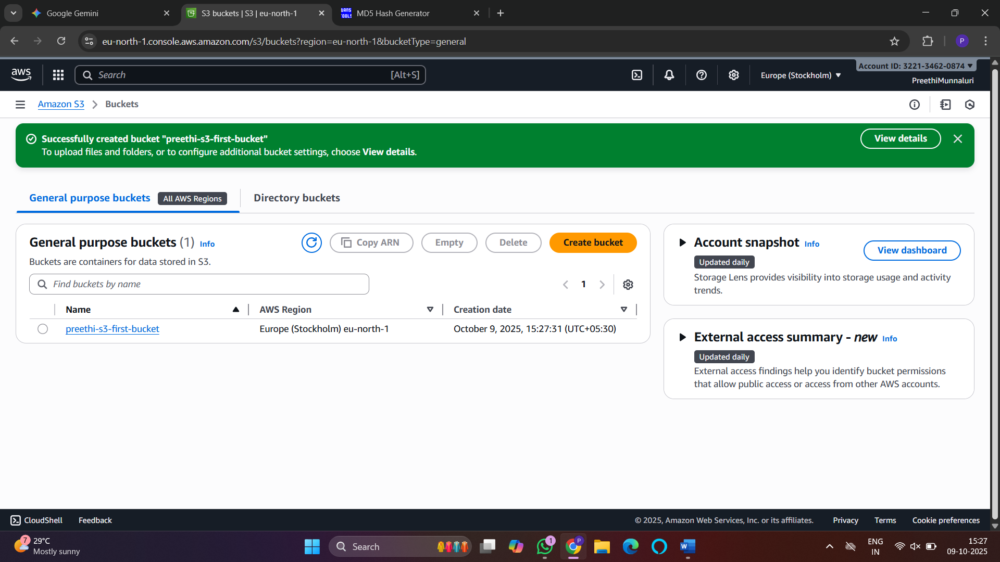 Google Gemini
S3 buckets | S3 | eu-north-1
DANS TOOLS
MD5 Hash Generator
eu-north-1.console.aws.amazon.com/s3/buckets?region=eu-north-1&bucketType=general
P
aws
Search
[Alt+S]
Europe (Stockholm)
Account ID: 3221-3462-0874
PreethiMunnaluri
Amazon S3
Buckets
Successfully created bucket "preethi-s3-first-bucket"
To upload files and folders, or to configure additional bucket settings, choose View details.
View details
General purpose buckets
All AWS Regions
Directory buckets
General purpose buckets (1) Info
Copy ARN
Empty
Delete
Create bucket
Buckets are containers for data stored in S3.
Find buckets by name
1
Name
AWS Region
Creation date
preethi-s3-first-bucket
Europe (Stockholm) eu-north-1
October 9, 2025, 15:27:31 (UTC+05:30)
Account snapshot Info
View dashboard
Updated daily
Storage Lens provides visibility into storage usage and activity
trends.
External access summary - new Info
Updated daily
External access findings help you identify bucket permissions
that allow public access or access from other AWS accounts.
CloudShell
Feedback
© 2025, Amazon Web Services, Inc. or its affiliates.
Privacy
Terms
Cookie preferences
7
29°C
Mostly sunny
Search
1
P
W
ENG
IN
15:27
09-10-2025